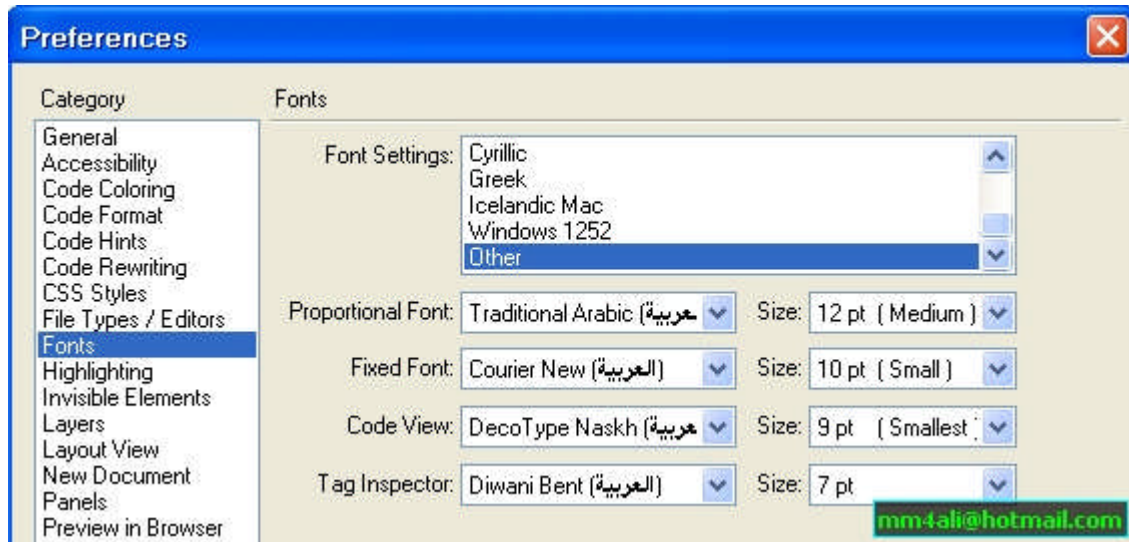 Preferences
Category
General
Accessibility
Code Coloring
Code Format
Code Hints
Code Rewriting
CSS Styles
File Types / Editors
Fonts
Highlighting
Invisible Elements
Layers
Layout View
New Document
Panels
Preview in Browser
Fonts
Font Settings:
Cyrillic
Greek
Icelandic Mac
Windows 1252
Other
Proportional Font: Traditional Arabic (عربية Size: 12 pt ( Medium )
Fixed Font: Courier New (العربية) Size: 10 pt ( Small )
Code View: DecoType Naskh (عربية Size: 9 pt ( Smallest )
Tag Inspector: Diwani Bent (العربية) Size: 7 pt
mm4ali@hotmail.com